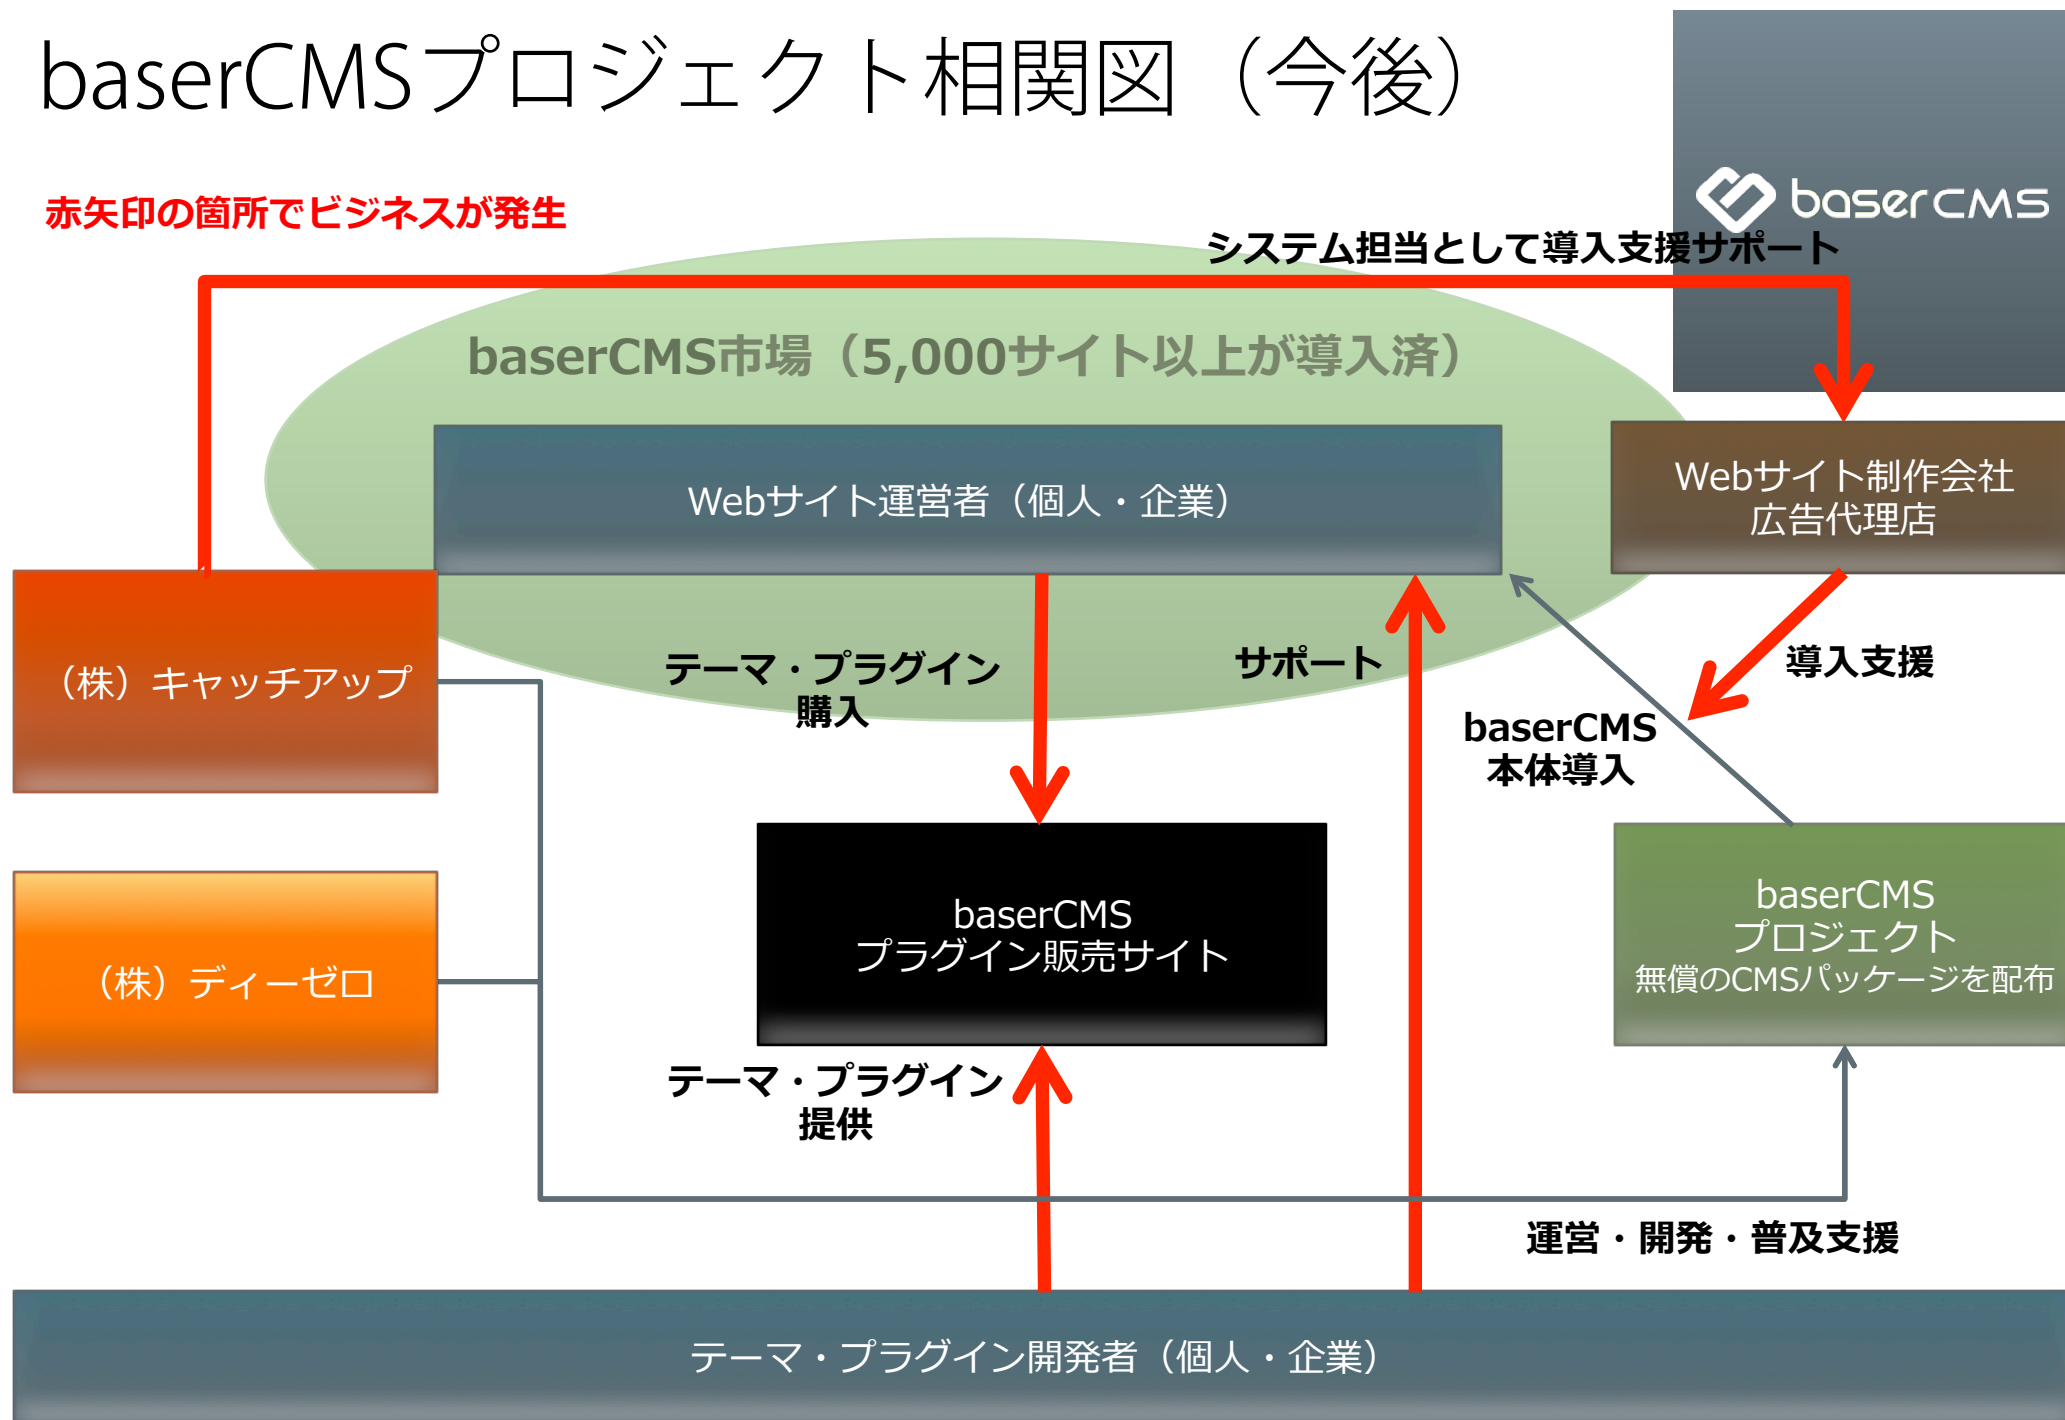 baserCMSプロジェクト相関図（今後）
baserCMS
赤矢印の箇所でビジネスが発生
システム担当として導入支援サポート
baserCMS市場（5,000サイト以上が導入済）
Webサイト運営者（個人・企業）
Webサイト制作会社
広告代理店
（株）キャッチアップ
テーマ・プラグイン
購入
サポート
導入支援
baserCMS
本体導入
（株）ディーゼロ
baserCMS
プラグイン販売サイト
baserCMS
プロジェクト
無償のCMSパッケージを配布
テーマ・プラグイン
提供
運営・開発・普及支援
テーマ・プラグイン開発者（個人・企業）